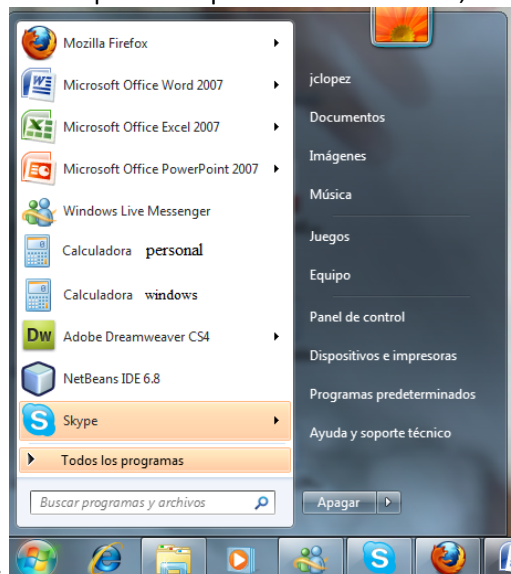 Mozilla Firefox
Microsoft Office Word 2007
Microsoft Office Excel 2007
Microsoft Office PowerPoint 2007
Windows Live Messenger
Calculadora personal
Calculadora windows
Dw Adobe Dreamweaver CS4
NetBeans IDE 6.8
Skype
Todos los programas
Buscar programas y archivos
jclopez
Documentos
Imágenes
Música
Juegos
Equipo
Panel de control
Dispositivos e impresoras
Programas predeterminados
Ayuda y soporte técnico
Apagar